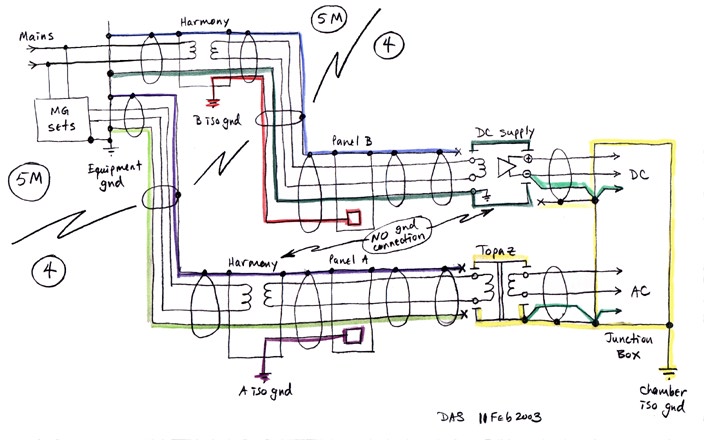 Mains
Harmony
5M
4
MG
sets
B iso gnd
Panel B
DC Supply
Equipment
gnd
DC
5M
4
NO gnd
connection
Harmony
Panel A
Topaz
AC
Junction
Box
A iso gnd
Chamber
iso gnd
DAS 11 Feb 2003